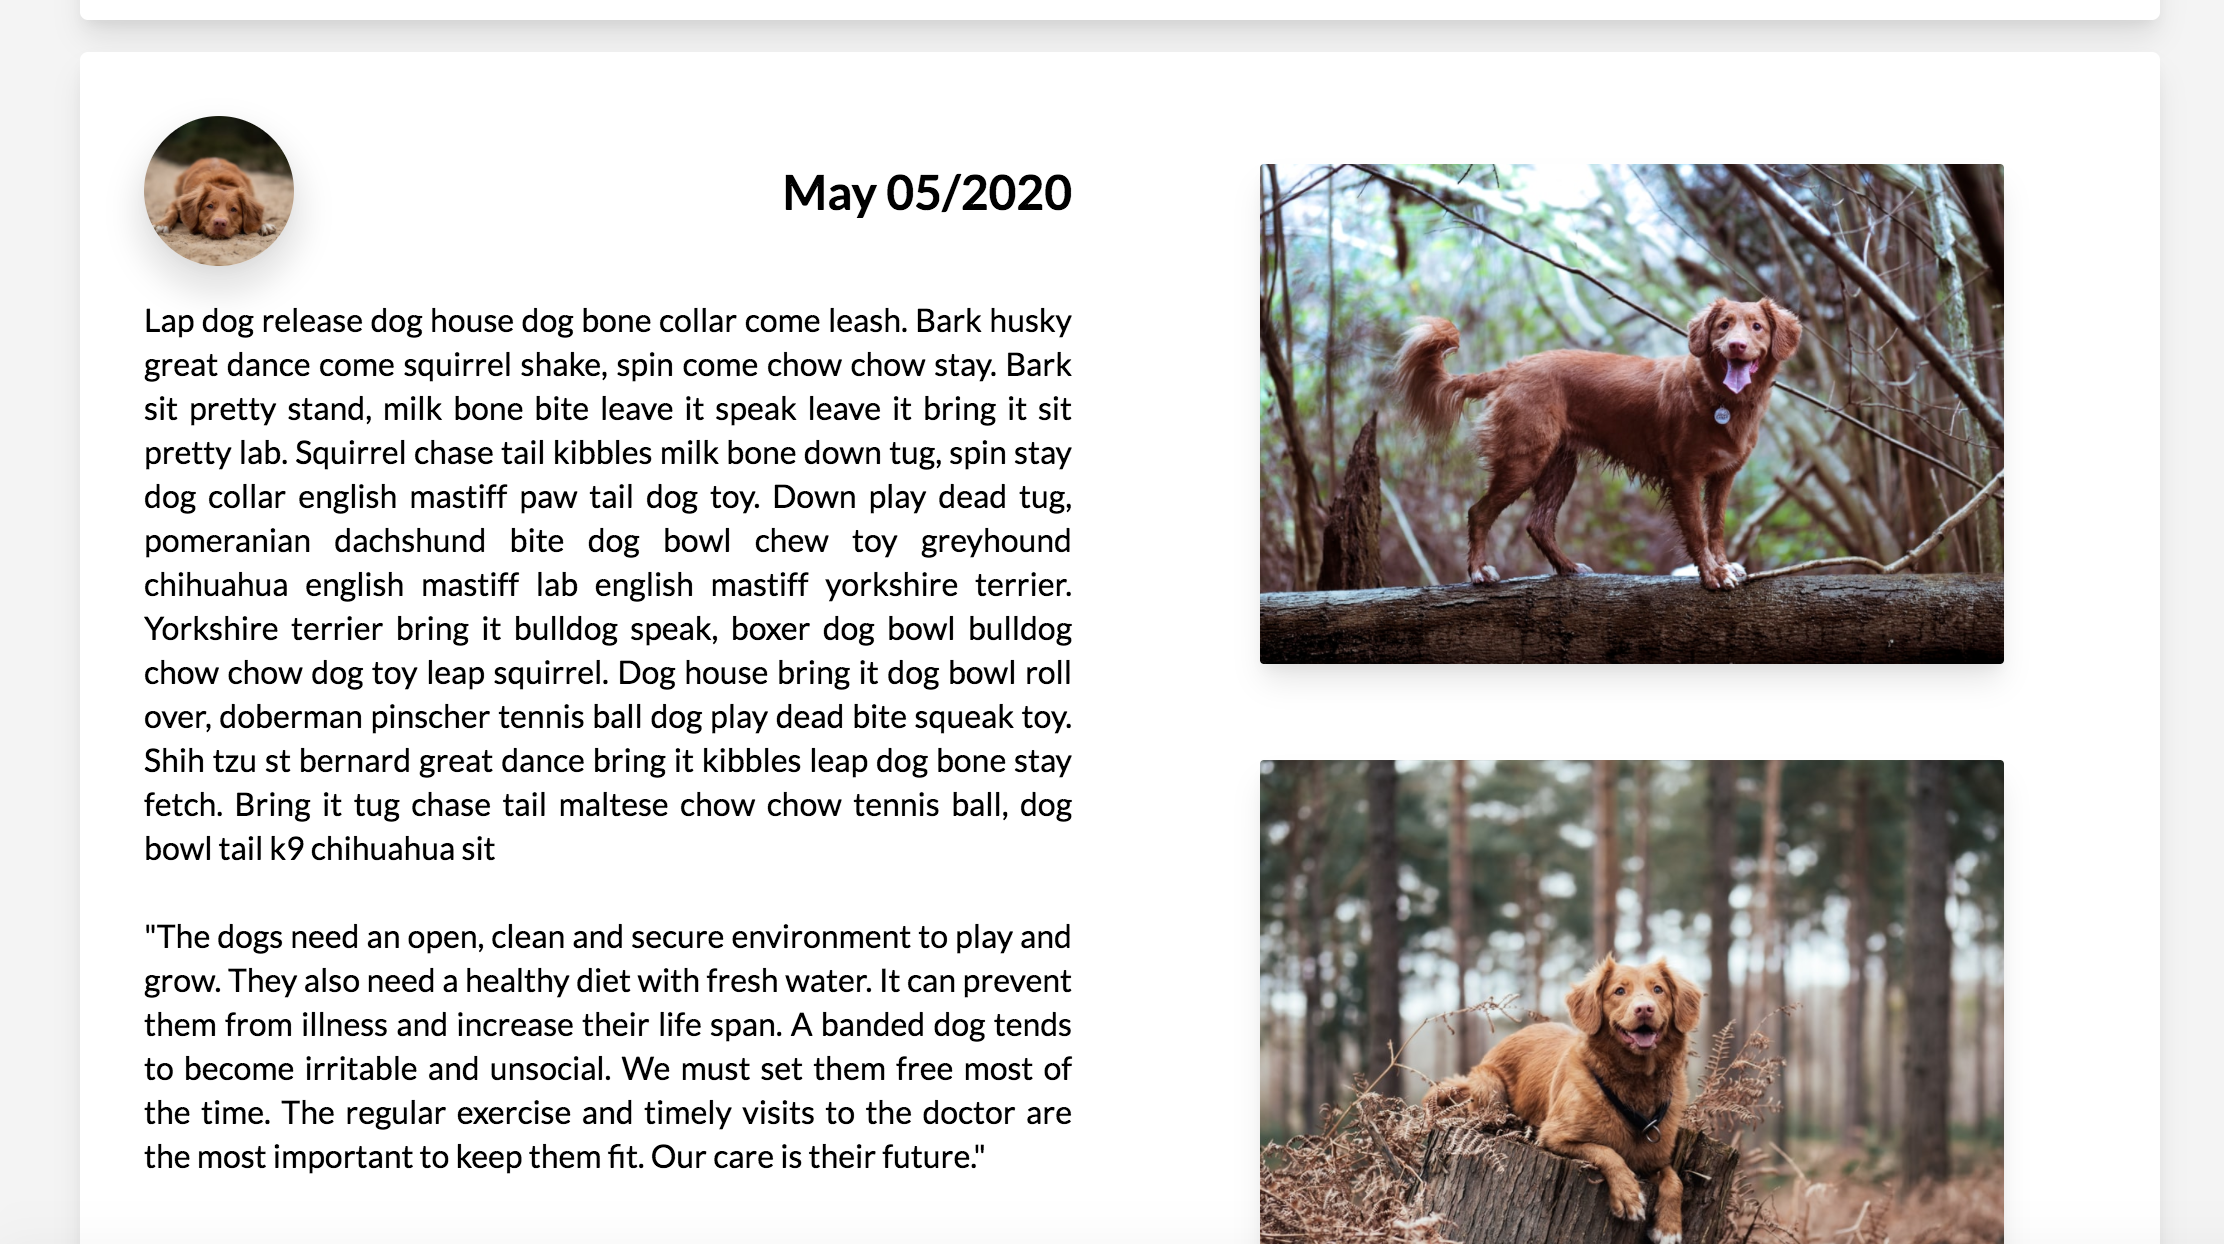 May 05/2020
Lap dog release dog house dog bone collar come leash. Bark husky
great dance come squirrel shake, spin come chow chow stay. Bark
sit pretty stand, milk bone bite leave it speak leave it bring it sit
pretty lab. Squirrel chase tail kibbles milk bone down tug, spin stay
dog collar english mastiff paw tail dog toy. Down play dead tug,
pomeranian dachshund bite dog bowl chew toy greyhound
chihuahua english mastiff lab english mastiff yorkshire terrier.
Yorkshire terrier bring it bulldog speak, boxer dog bowl bulldog
chow chow dog toy leap squirrel. Dog house bring it dog bowl roll
over, doberman pinscher tennis ball dog play dead bite squeak toy.
Shih tzu st bernard great dance bring it kibbles leap dog bone stay
fetch. Bring it tug chase tail maltese chow chow tennis ball, dog
bowl tail k9 chihuahua sit
"The dogs need an open, clean and secure environment to play and
grow. They also need a healthy diet with fresh water. It can prevent
them from illness and increase their life span. A banded dog tends
to become irritable and unsocial. We must set them free most of
the time. The regular exercise and timely visits to the doctor are
the most important to keep them fit. Our care is their future."